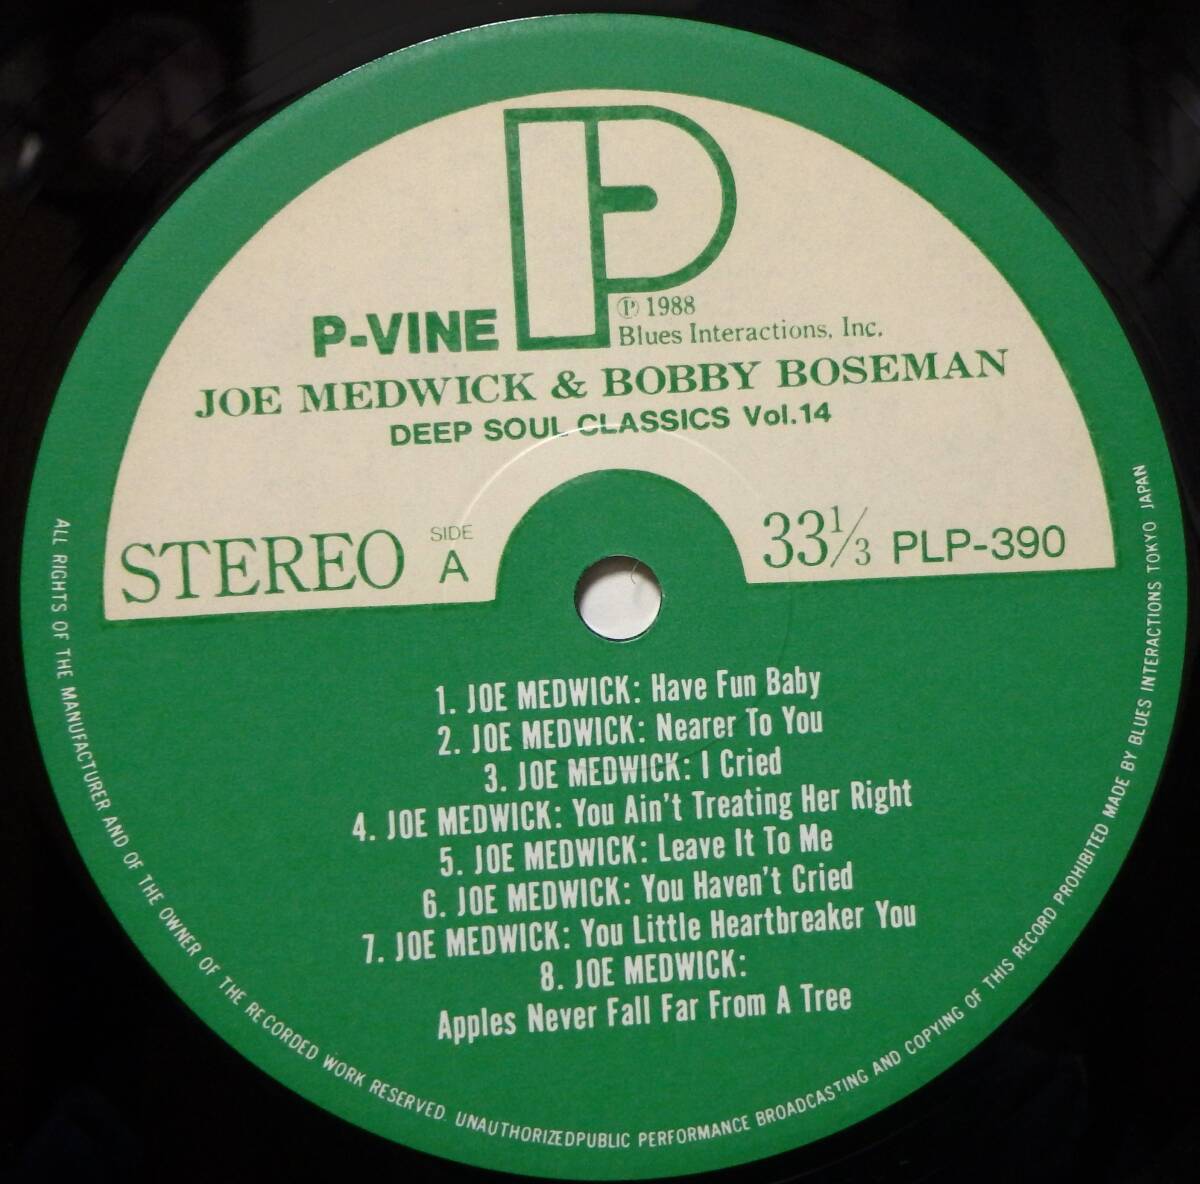 P
P-VINE
Ⓟ 1988
Blues Interactions, Inc.
JOE MEDWICK & BOBBY BOSEMAN
DEEP SOUL CLASSICS Vol.14
STEREO
SIDE
A
33⅓ PLP-390
1. JOE MEDWICK: Have Fun Baby
2. JOE MEDWICK: Nearer To You
3. JOE MEDWICK: I Cried
4. JOE MEDWICK: You Ain't Treating Her Right
5. JOE MEDWICK: Leave It To Me
6. JOE MEDWICK: You Haven't Cried
7. JOE MEDWICK: You Little Heartbreaker You
8. JOE MEDWICK:
Apples Never Fall Far From A Tree
ALL RIGHTS OF THE MANUFACTURER AND OF THE OWNER OF THE RECORDED WORK RESERVED. UNAUTHORIZEDPUBLIC PERFORMANCE BROADCASTING AND COPYING OF THIS RECORD PROHIBITED MADE BY BLUES INTERACTIONS TOKYO JAPAN